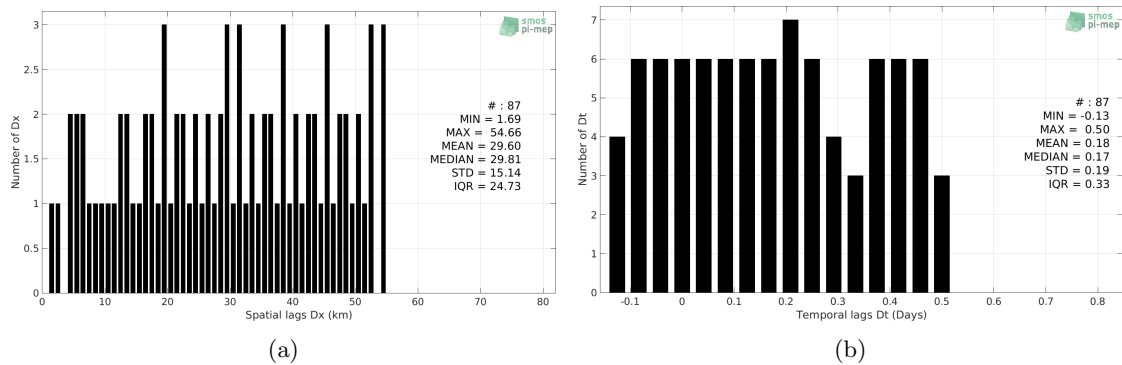 smos
pi-mep
3
2.5
2
1.5
1
0.5
0
Number of Dx
# : 87
MIN = 1.69
MAX = 54.66
MEAN = 29.60
MEDIAN = 29.81
STD = 15.14
IQR = 24.73
0 10 20 30 40 50 60 70 80
Spatial lags Dx (km)
(a)
smos
pi-mep
7
6
5
4
3
2
1
0
Number of Dt
# : 87
MIN = -0.13
MAX = 0.50
MEAN = 0.18
MEDIAN = 0.17
STD = 0.19
IQR = 0.33
-0.1 0 0.1 0.2 0.3 0.4 0.5 0.6 0.7 0.8
Temporal lags Dt (Days)
(b)